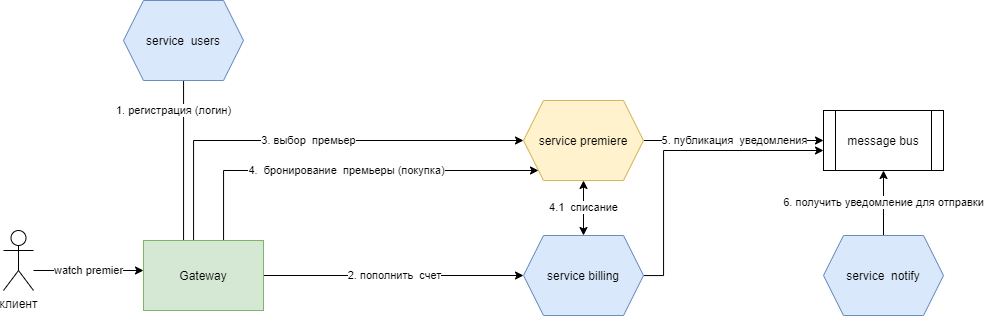 service users
1. регистрация (логин)
3. выбор премьер
service premiere
5. публикация уведомления
message bus
4. бронирование премьеры (покупка)
4.1 списание
6. получить уведомление для отправки
watch premier
Gateway
2. пополнить счет
service billing
service notify
клиент